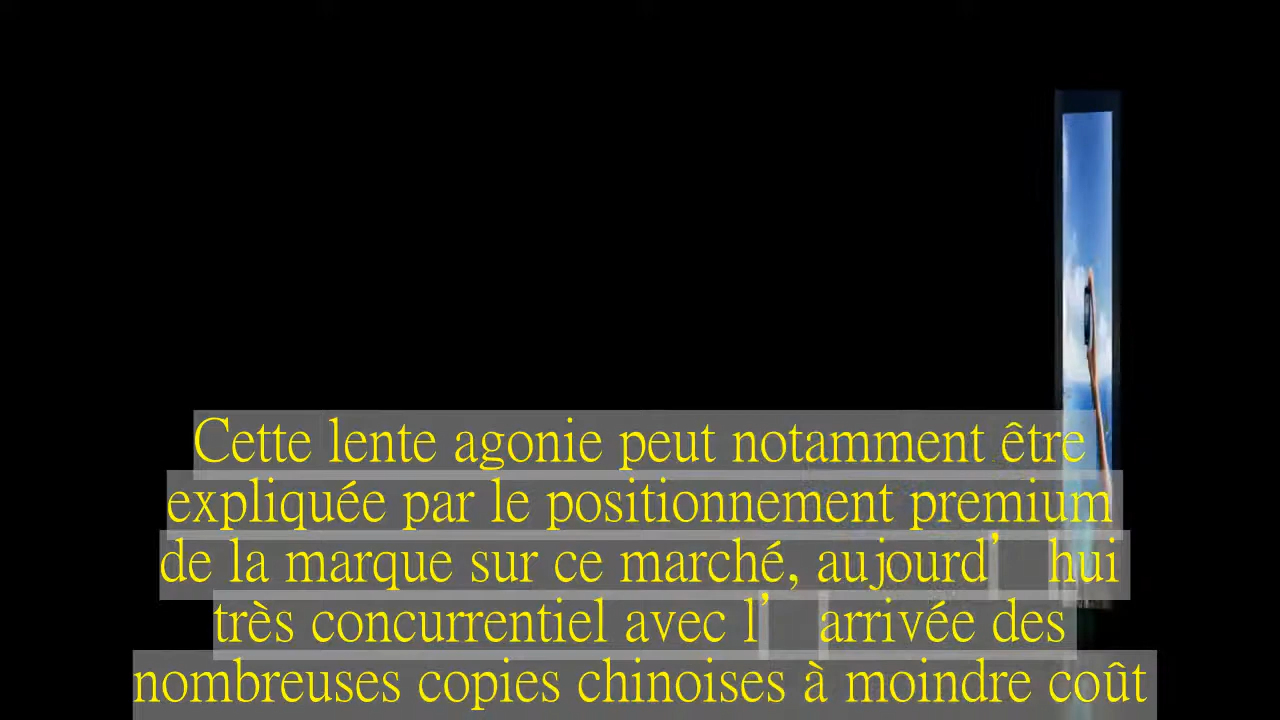 Cette lente agonie peut notamment être
expliquée par le positionnement premium
de la marque sur ce marché, aujourd’hui
très concurrentiel avec l’arrivée des
nombreuses copies chinoises à moindre coût